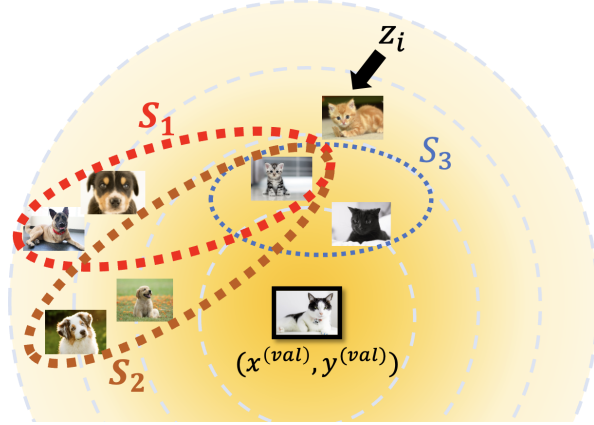 z_i
S_1
S_3
(x^(val), y^(val))
S_2